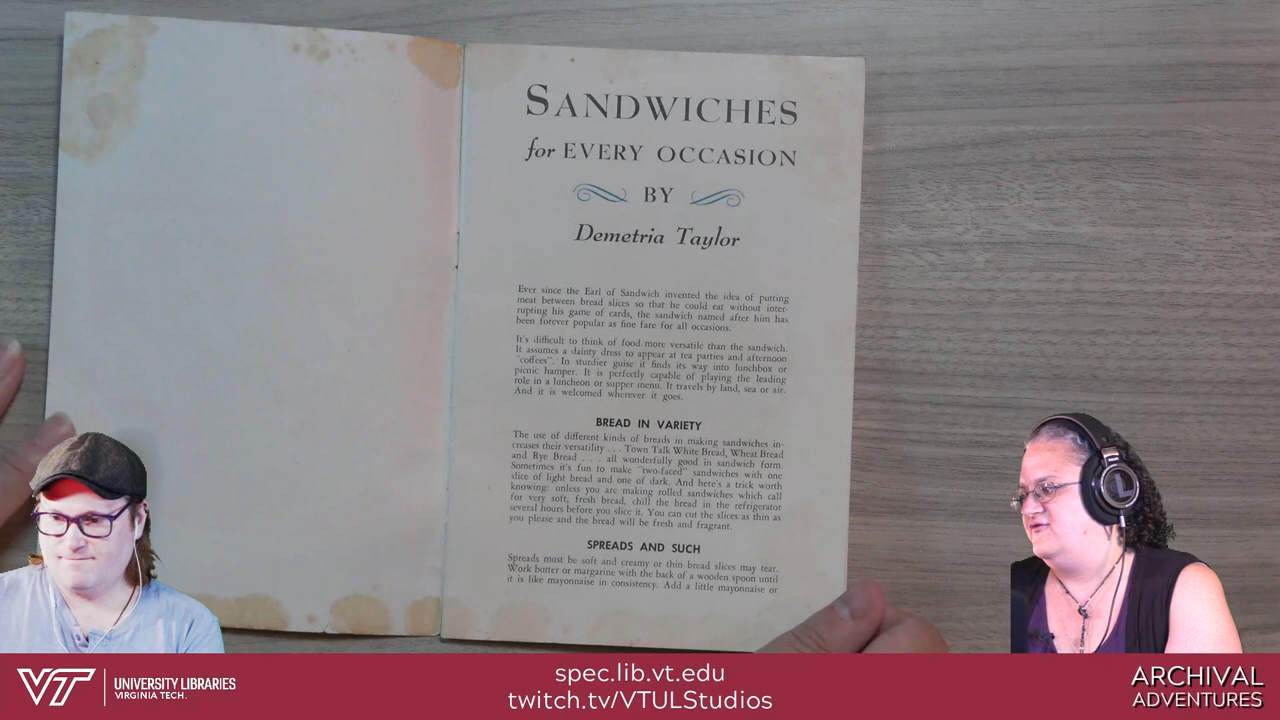 SANDWICHES
for EVERY OCCASION
BY
Demetria Taylor
Ever since the Earl of Sandwich invented the idea of putting
meat between bread slices so that he could eat without inter-
rupting his game of cards, the sandwich named after him has
been forever popular as fine fare for all occasions.
It's difficult to think of food more versatile than the sandwich.
It assumes a dainty dress to appear at tea parties and afternoon
"coffees". In sturdier guise it finds its way into lunchbox or
picnic hamper. It is perfectly capable of playing the leading
role in a luncheon or supper menu. It travels by land, sea or air.
And it is welcomed wherever it goes.
BREAD IN VARIETY
The use of different kinds of breads in making sandwiches in-
creases their versatility . . . Town Talk White Bread, Wheat Bread
and Rye Bread . . . all wonderfully good in sandwich form.
Sometimes it's fun to make "two-faced" sandwiches with one
slice of light bread and one of dark. And here's a trick worth
knowing: unless you are making rolled sandwiches which call
for very soft, fresh bread, chill the bread in the refrigerator
several hours before you slice it. You can cut the slices as thin as
you please and the bread will be fresh and fragrant.
SPREADS AND SUCH
Spreads must be soft and creamy or thin bread slices may tear.
Work butter or margarine with the back of a wooden spoon until
it is like mayonnaise in consistency. Add a little mayonnaise or
VT UNIVERSITY LIBRARIES
VIRGINIA TECH.
spec.lib.vt.edu
twitch.tv/VTULStudios
ARCHIVAL
ADVENTURES